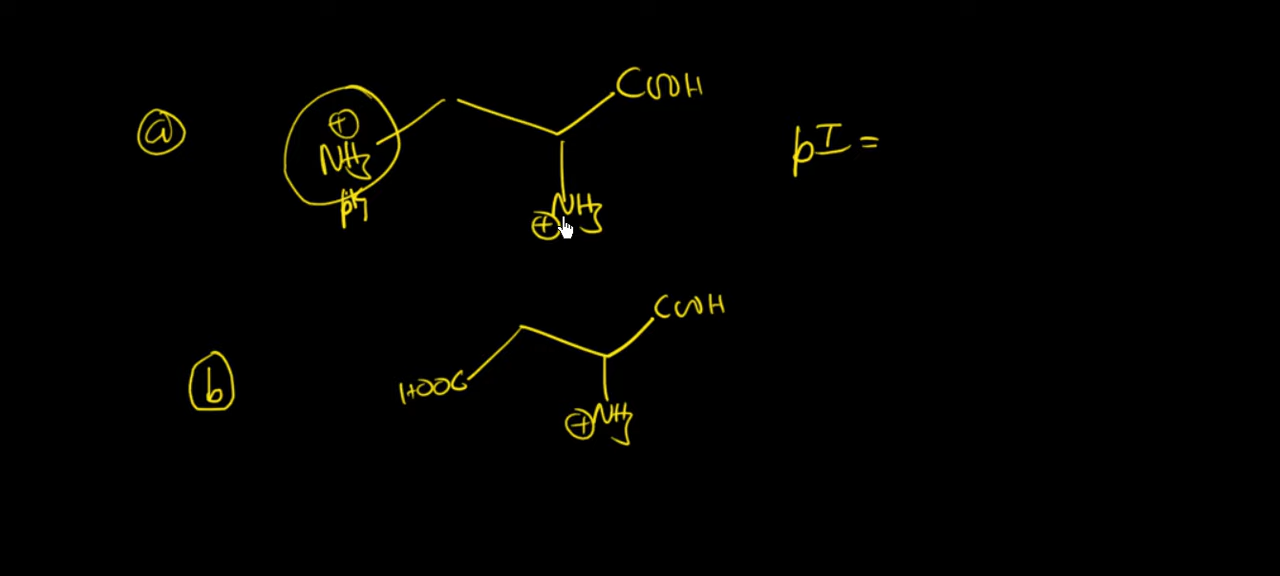 COOH
ⓐ
⊕
NH3
pI =
pK
⊕NH3
COOH
b
HOOC
⊕NH3